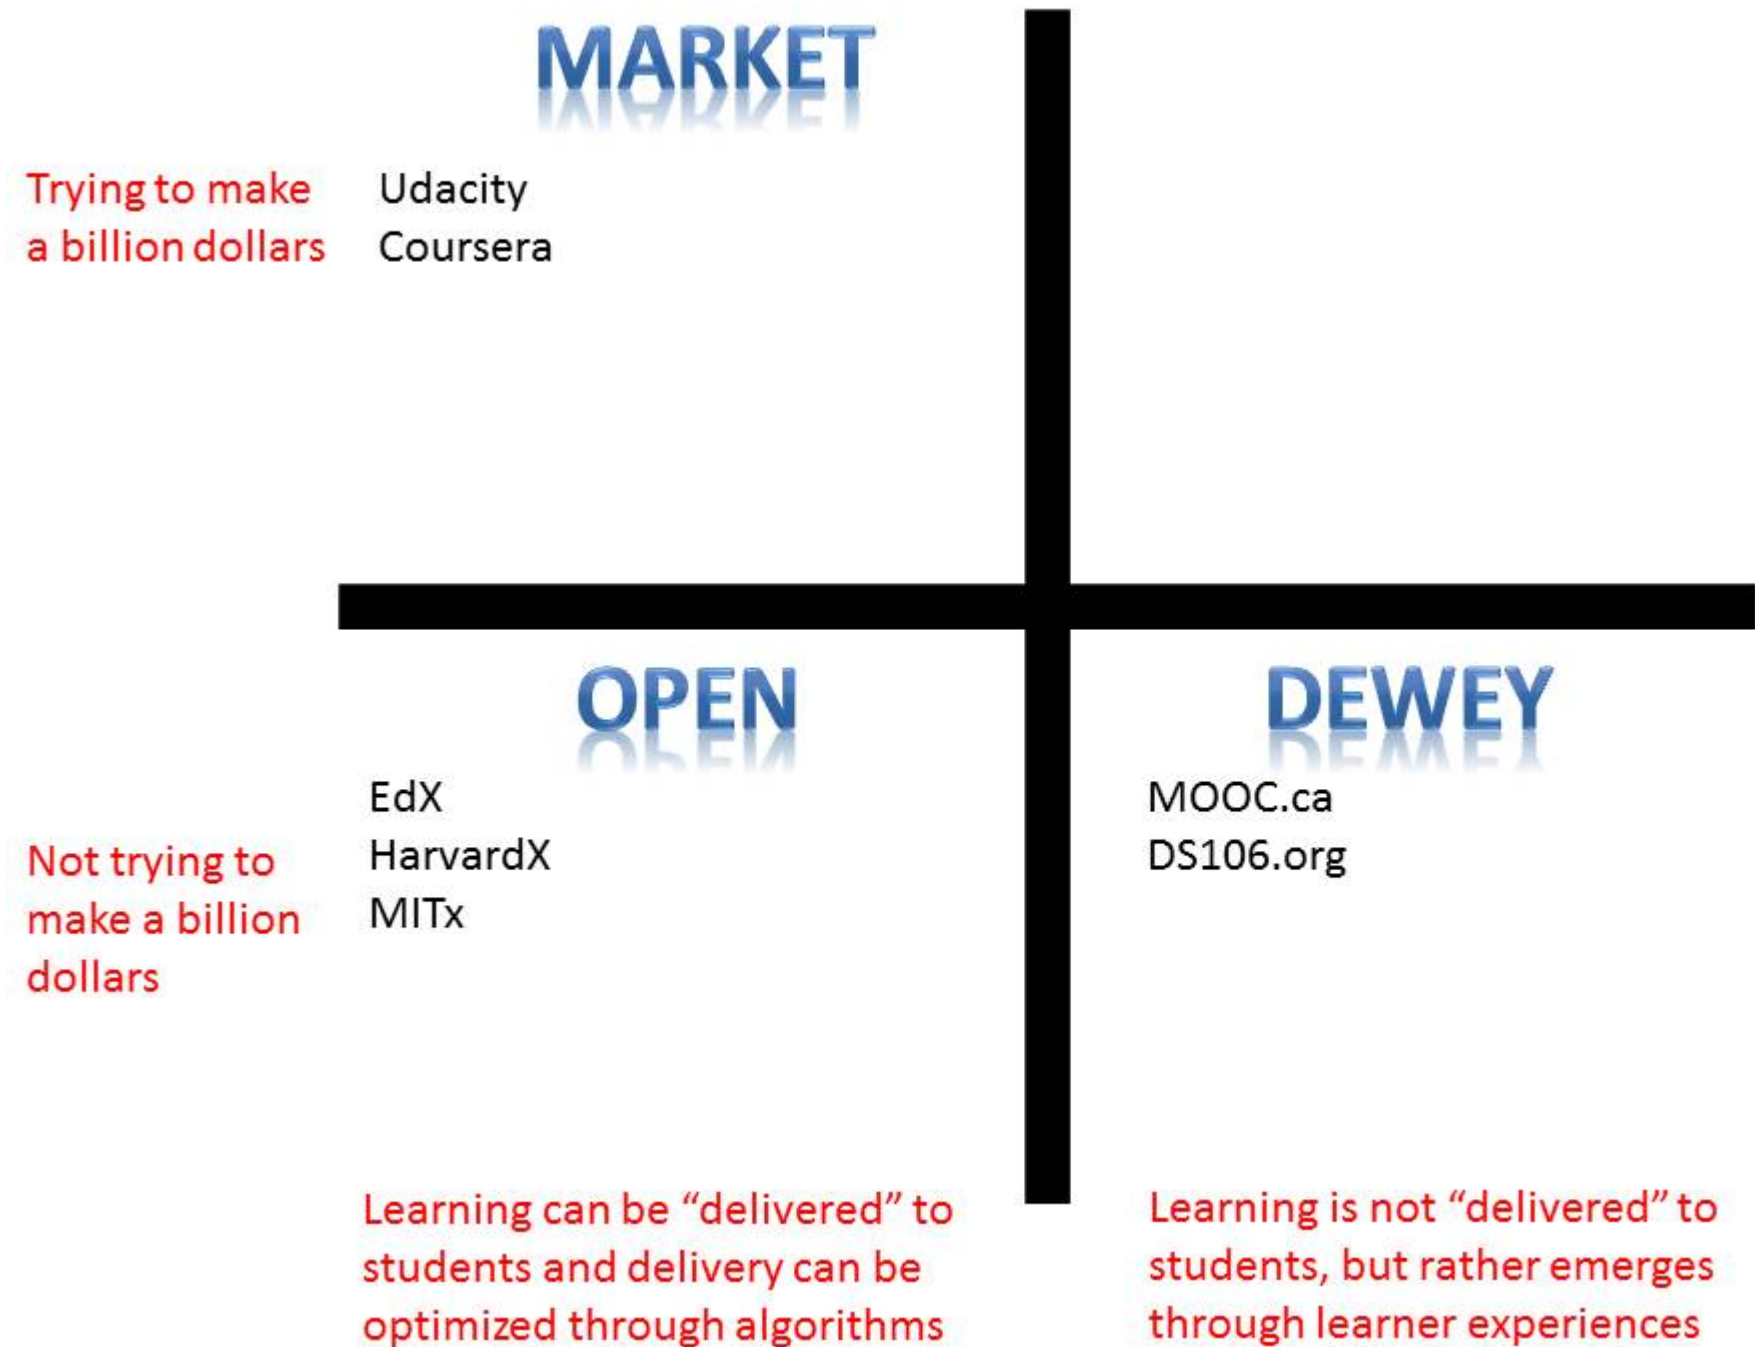 MARKET
Trying to make
a billion dollars
Udacity
Coursera
OPEN
DEWEY
EdX
HarvardX
MITx
MOOC.ca
DS106.org
Not trying to
make a billion
dollars
Learning can be “delivered” to
students and delivery can be
optimized through algorithms
Learning is not “delivered” to
students, but rather emerges
through learner experiences